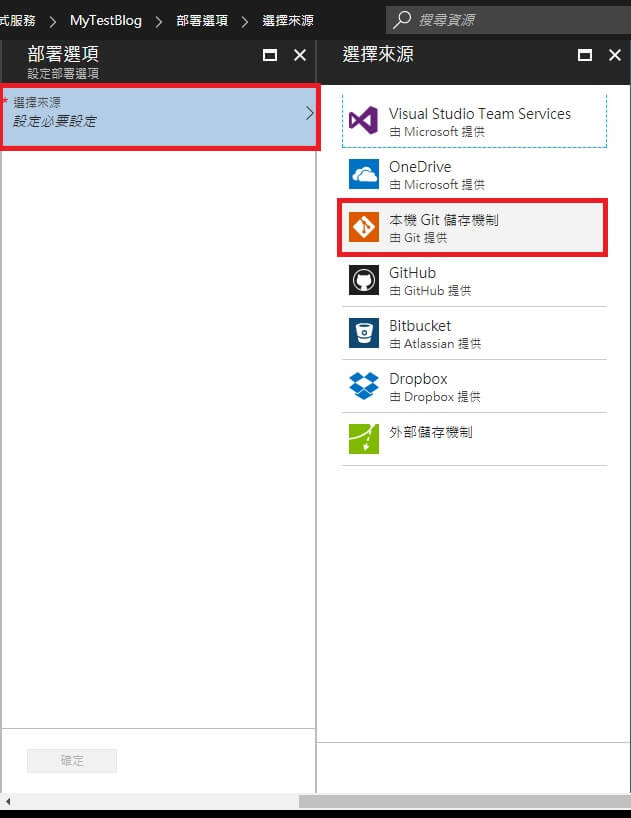 式服務 > MyTestBlog > 部署選項 > 選擇來源
搜尋資源
部署選項
設定部署選項
* 選擇來源
設定必要設定
確定
選擇來源
Visual Studio Team Services
由 Microsoft 提供
OneDrive
由 Microsoft 提供
本機 Git 儲存機制
由 Git 提供
GitHub
由 GitHub 提供
Bitbucket
由 Atlassian 提供
Dropbox
由 Dropbox 提供
外部儲存機制